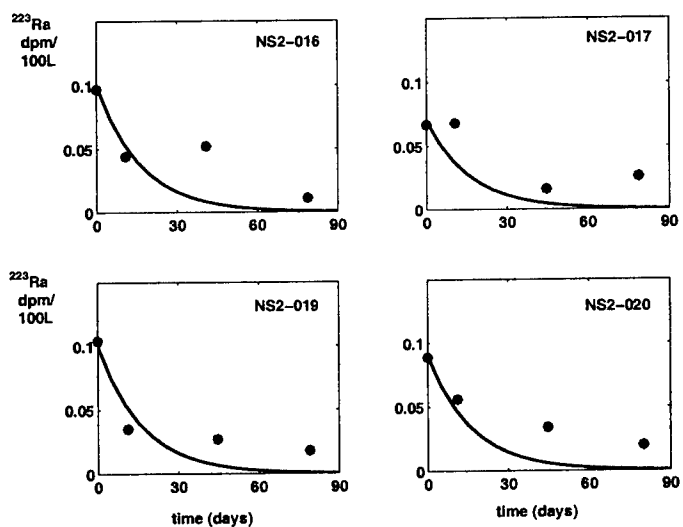 ²²³Ra
dpm/
100L
NS2-016
0.1
0.05
0
0 30 60 90
NS2-017
0.1
0.05
0
0 30 60 90
²²³Ra
dpm/
100L
NS2-019
0.1
0.05
0
0 30 60 90
time (days)
NS2-020
0.1
0.05
0
0 30 60 90
time (days)